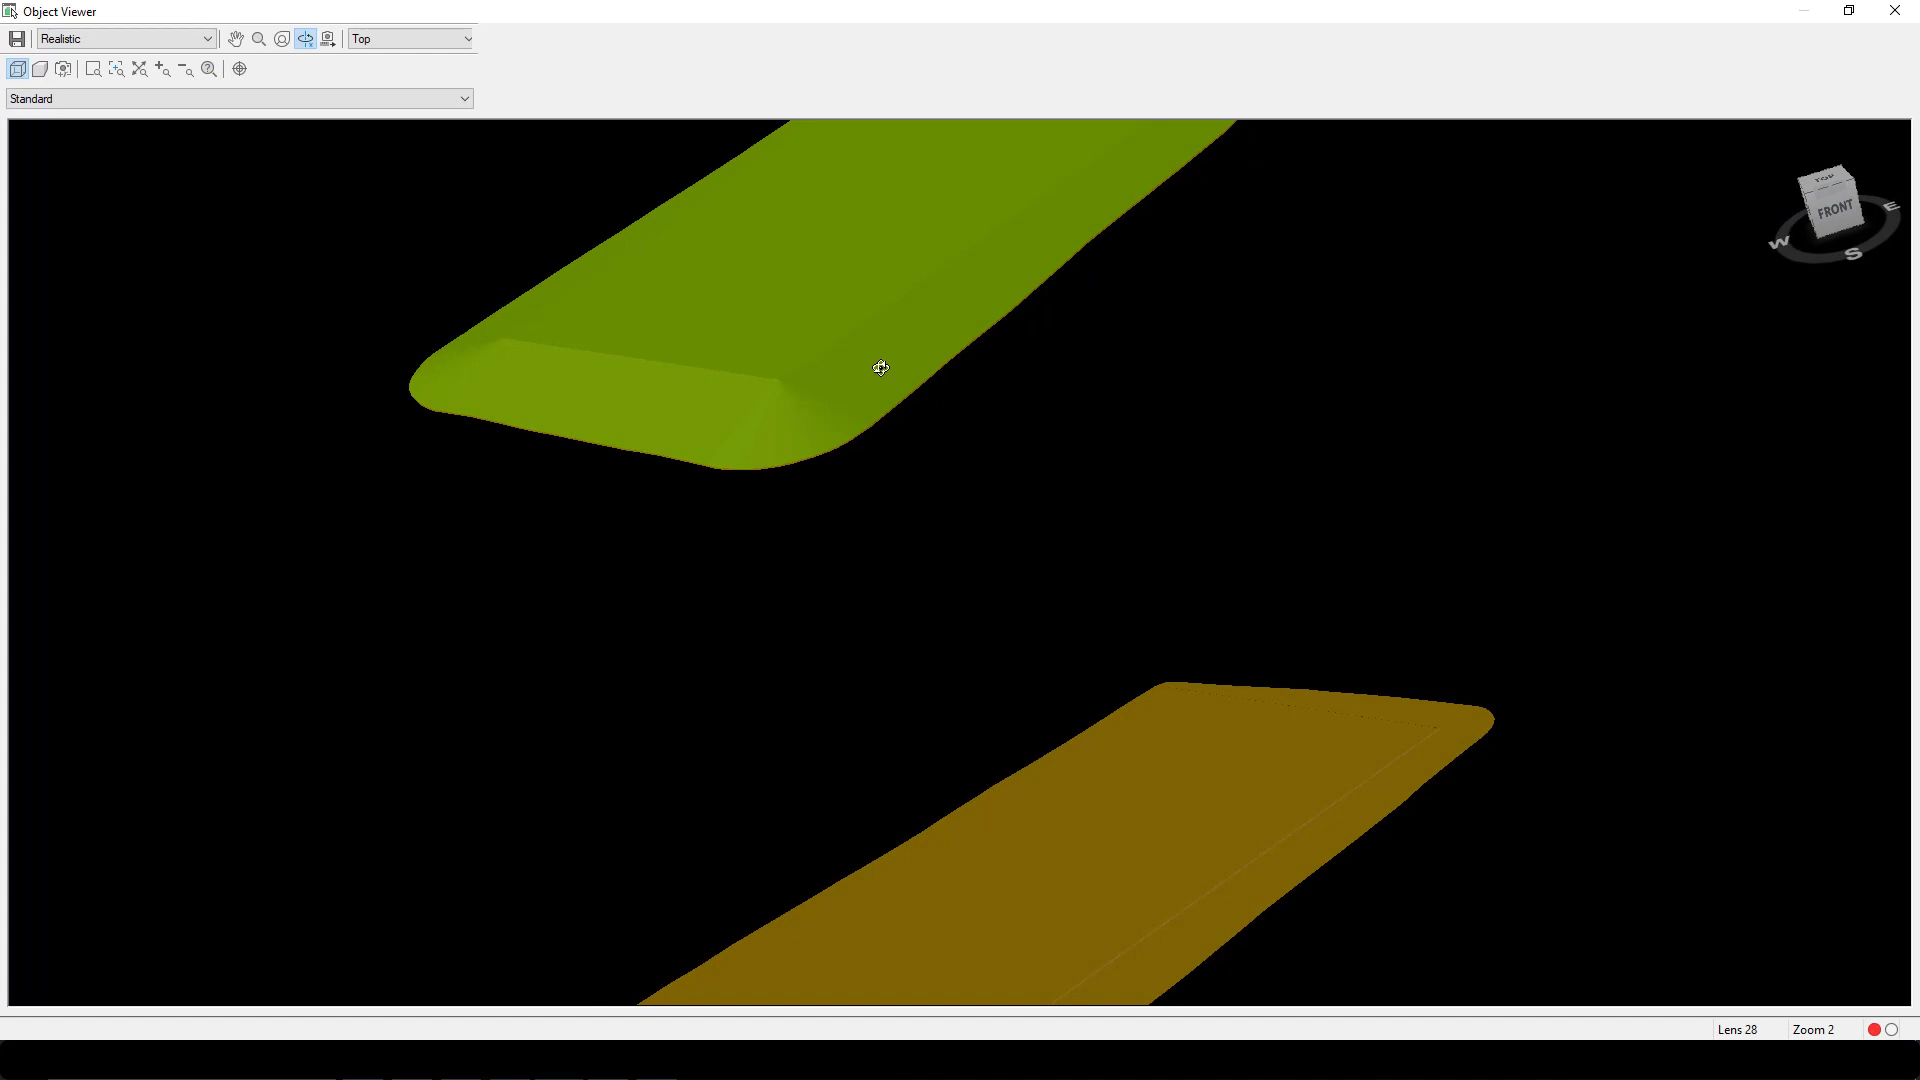 Object Viewer
Realistic
Top
Standard
TOP
FRONT
W
S
E
Lens 28
Zoom 2